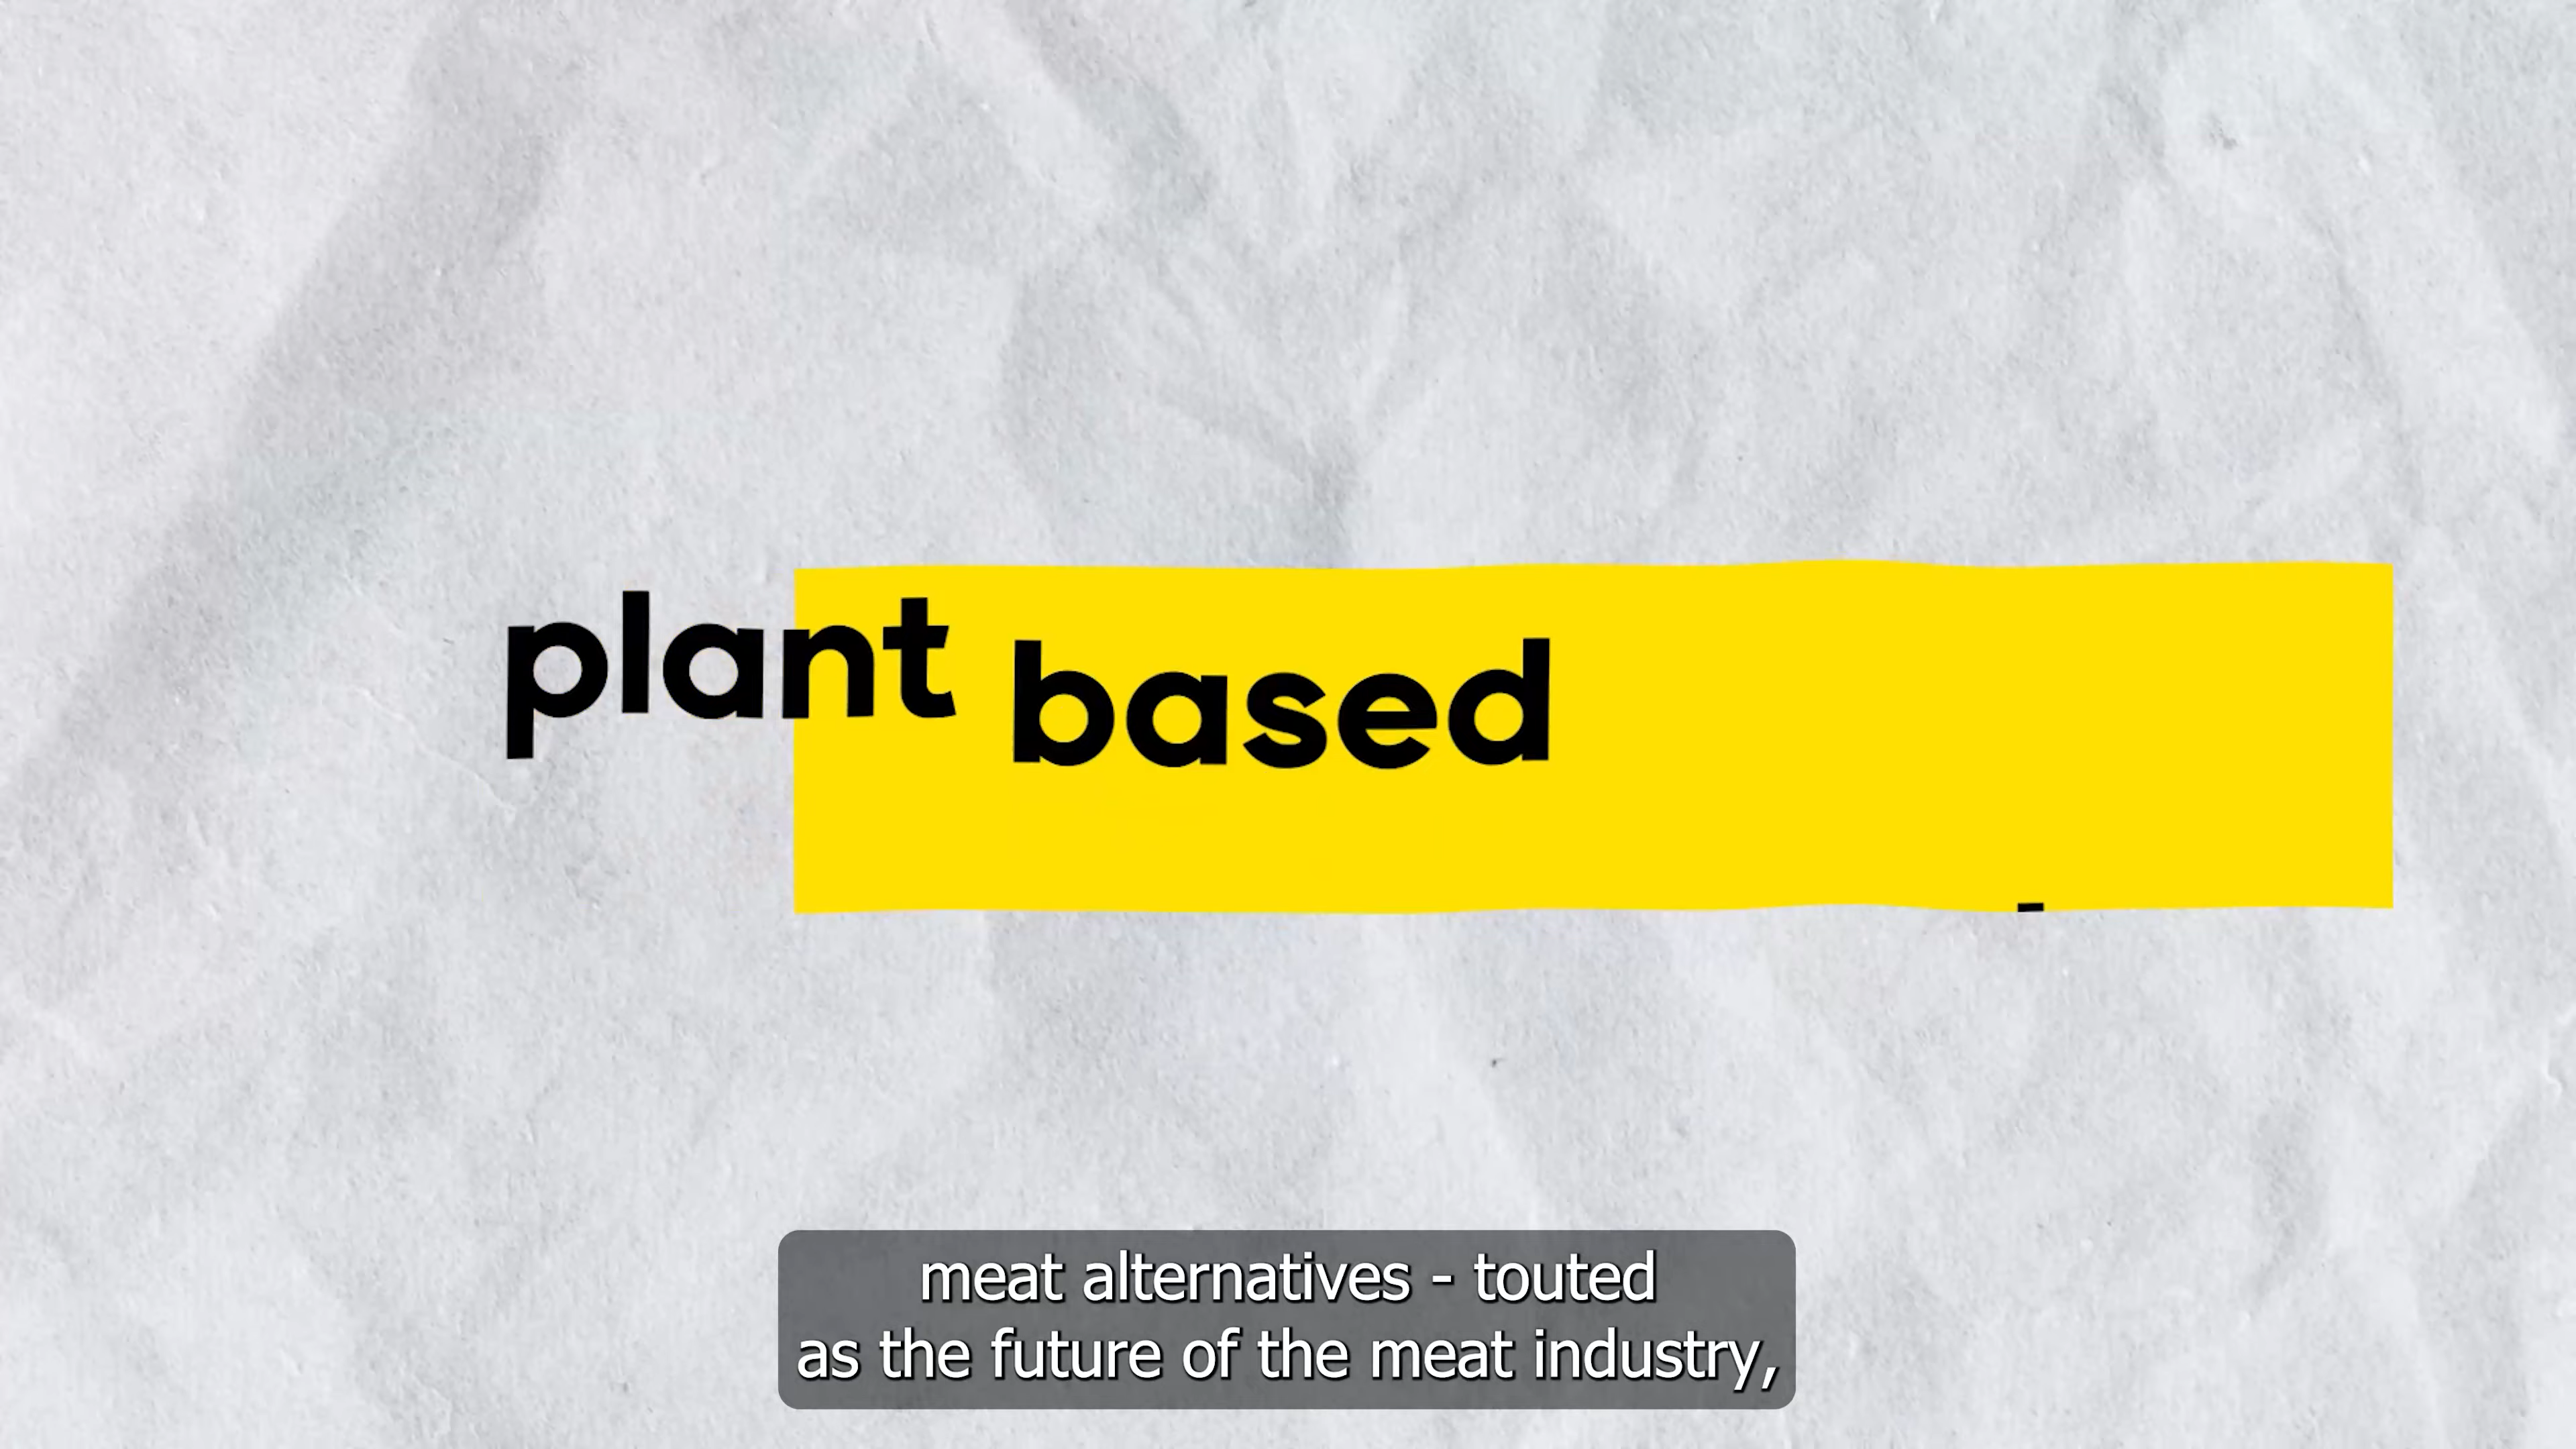 plant based
meat alternatives - touted
as the future of the meat industry,